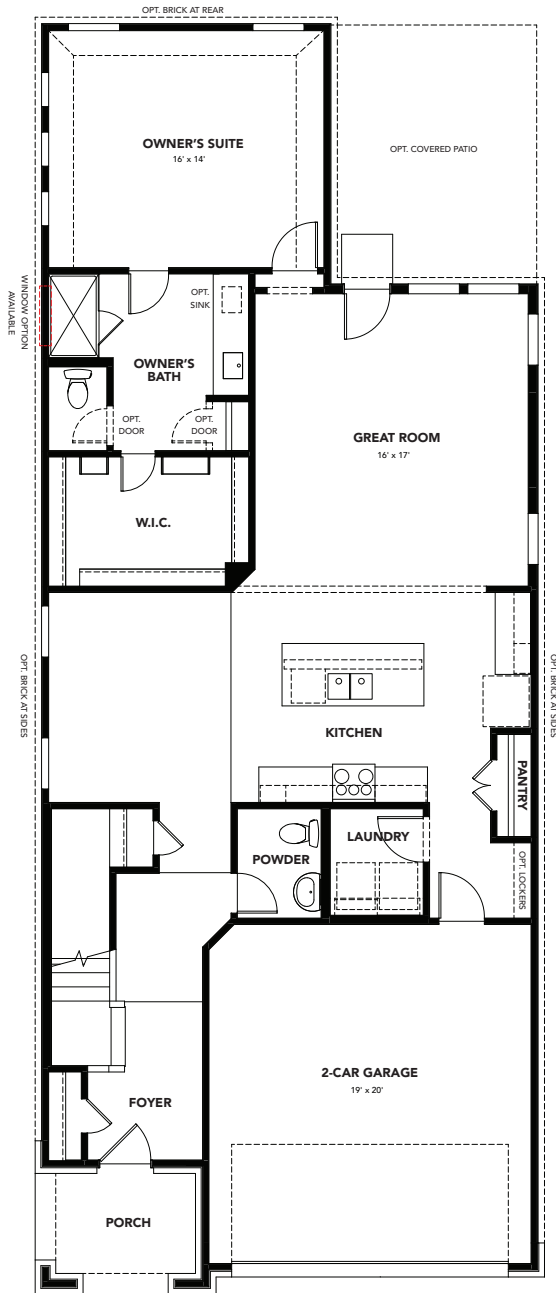 OPT. BRICK AT REAR
OWNER'S SUITE
16' x 14'
OPT. COVERED PATIO
WINDOW OPTION
AVAILABLE
OPT.
SINK
OWNER'S
BATH
OPT.
DOOR
OPT.
DOOR
GREAT ROOM
16' x 17'
W.I.C.
OPT. BRICK AT SIDES
OPT. BRICK AT SIDES
KITCHEN
PANTRY
LAUNDRY
POWDER
OPT. LOCKERS
2-CAR GARAGE
19' x 20'
FOYER
PORCH